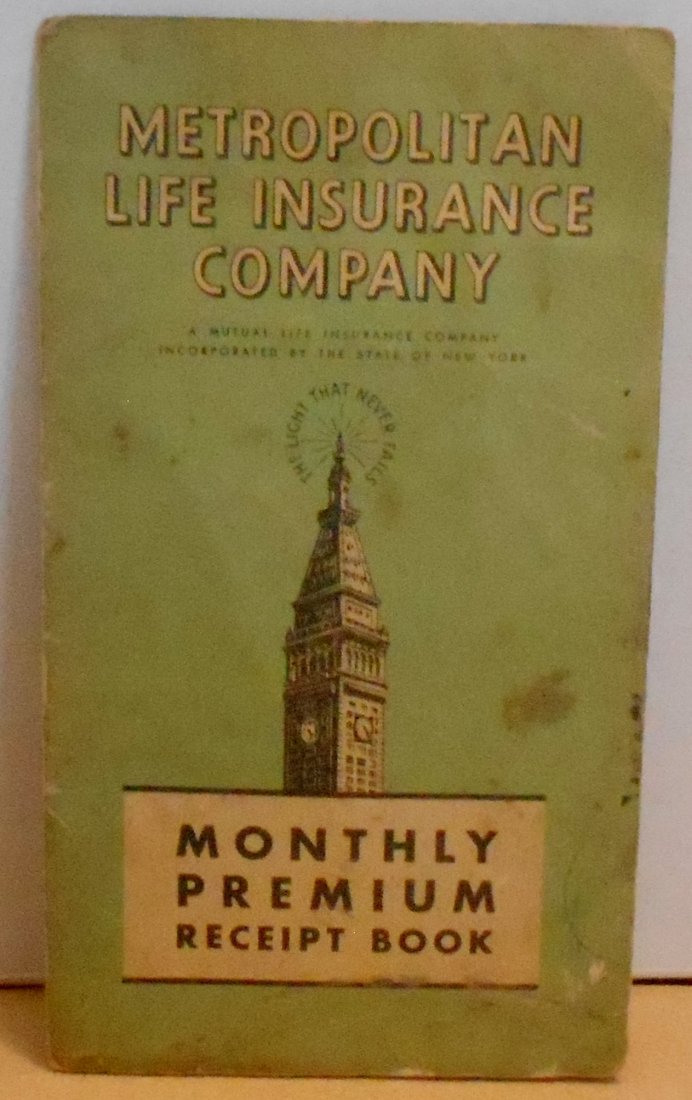 METROPOLITAN
LIFE INSURANCE
COMPANY
A MUTUAL LIFE INSURANCE COMPANY
INCORPORATED BY THE STATE OF NEW YORK
THE LIGHT THAT NEVER FAILS
MONTHLY
PREMIUM
RECEIPT BOOK